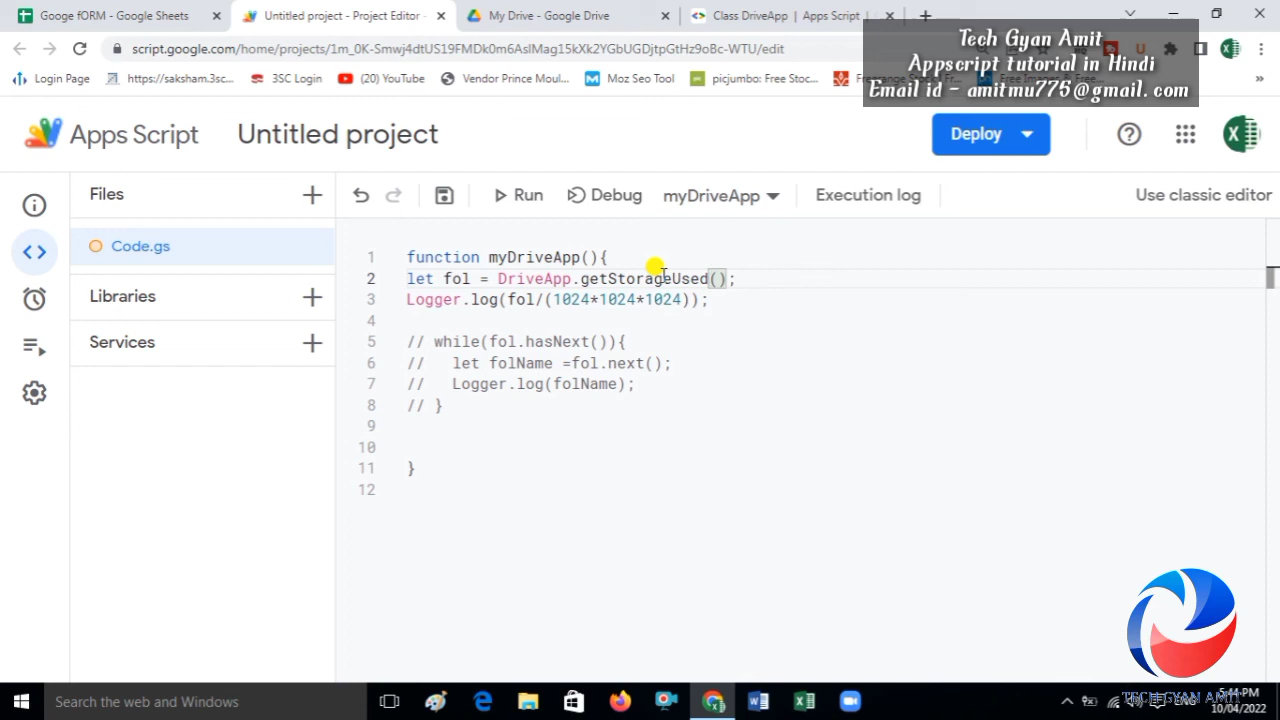 Googe fORM - Google Sheets
Untitled project - Project Editor -
My Drive - Google Drive
Class DriveApp | Apps Script |
script.google.com/home/projects/1m_0K-Smwj4dtUS19FMDk0m6AslMag15kXk2YGbUGDjtpGtHz9oBc-WTU/edit
Login Page
https://saksham.3sc...
3SC Login
(20) YouTube
Vendor Prince Moul...
Moz Seo Tool
picjumbo: Free Stoc...
Tech Gyan Amit
Appscript tutorial in Hindi
Email id - amitmu775@gmail.com
Apps Script
Untitled project
Deploy
Files
Run
Debug
myDriveApp
Execution log
Use classic editor
Code.gs
Libraries
Services
1 function myDriveApp(){
2 let fol = DriveApp.getStorageUsed();
3 Logger.log(fol/(1024*1024*1024));
4
5 // while(fol.hasNext()){
6 // let folName =fol.next();
7 // Logger.log(folName);
8 // }
9
10
11 }
12
Search the web and Windows
ENG
5:44 PM
10/04/2022
TECH GYAN AMIT